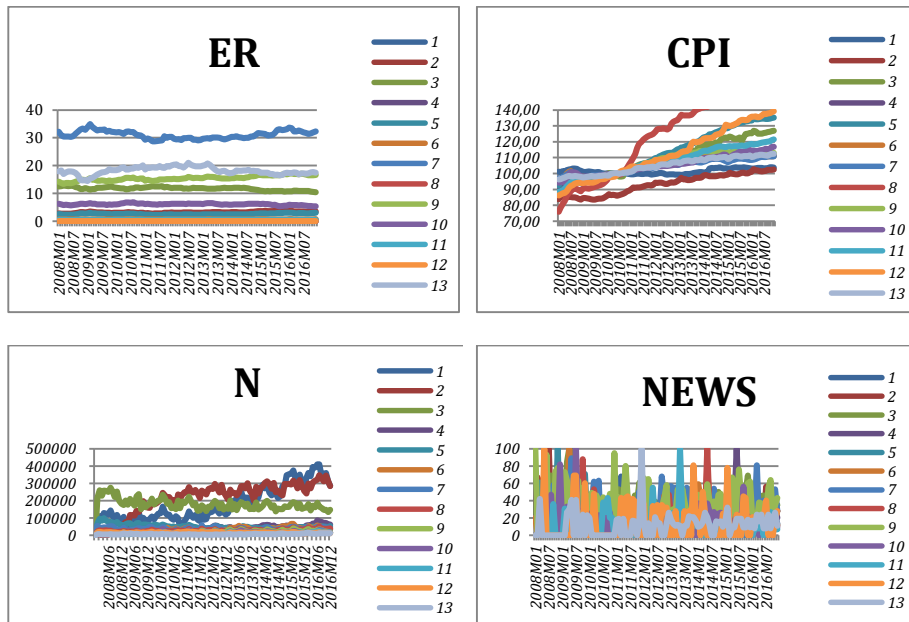 ER
1
2
3
4
5
6
7
8
9
10
11
12
13
40
30
20
10
0
2008M01
2008M07
2009M01
2009M07
2010M01
2010M07
2011M01
2011M07
2012M01
2012M07
2013M01
2013M07
2014M01
2014M07
2015M01
2015M07
2016M01
2016M07
CPI
1
2
3
4
5
6
7
8
9
10
11
12
13
140,00
130,00
120,00
110,00
100,00
90,00
80,00
70,00
2008M01
2008M07
2009M01
2009M07
2010M01
2010M07
2011M01
2011M07
2012M01
2012M07
2013M01
2013M07
2014M01
2014M07
2015M01
2015M07
2016M01
2016M07
N
1
2
3
4
5
6
7
8
9
10
11
12
13
500000
400000
300000
200000
100000
0
2008M06
2008M12
2009M06
2009M12
2010M06
2010M12
2011M06
2011M12
2012M06
2012M12
2013M06
2013M12
2014M06
2014M12
2015M06
2015M12
2016M06
2016M12
NEWS
1
2
3
4
5
6
7
8
9
10
11
12
13
100
80
60
40
20
0
2008M01
2008M07
2009M01
2009M07
2010M01
2010M07
2011M01
2011M07
2012M01
2012M07
2013M01
2013M07
2014M01
2014M07
2015M01
2015M07
2016M01
2016M07